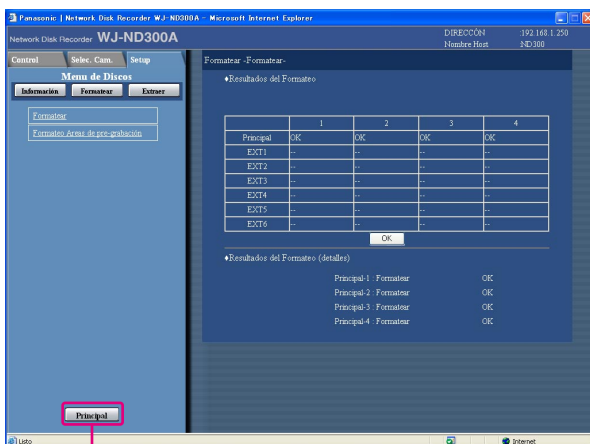 Panasonic | Network Disk Recorder WJ-ND300A - Microsoft Internet Explorer
Network Disk Recorder WJ-ND300A
DIRECCÓN :192.168.1.250
Nombre Host :ND300
Control Selec. Cam. Setup
Formatear -Formatear-
Menu de Discos
Información Formatear Extraer
Formatear
Formateo Areas de pre-grabación
♦Resultados del Formateo
1 2 3 4
Principal OK OK OK OK
EXT1 -- -- -- --
EXT2 -- -- -- --
EXT3 -- -- -- --
EXT4 -- -- -- --
EXT5 -- -- -- --
EXT6 -- -- -- --
OK
♦Resultados del Formateo (detalles)
Principal-1 : Formatear OK
Principal-2 : Formatear OK
Principal-3 : Formatear OK
Principal-4 : Formatear OK
Principal
Listo Internet